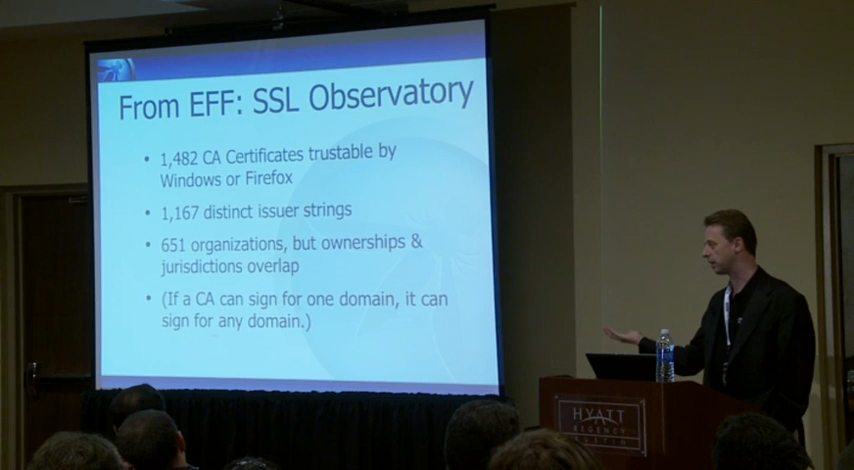 From EFF: SSL Observatory
• 1,482 CA Certificates trustable by
Windows or Firefox
• 1,167 distinct issuer strings
• 651 organizations, but ownerships &
jurisdictions overlap
• (If a CA can sign for one domain, it can
sign for any domain.)
HYATT
REGENCY
AUSTIN